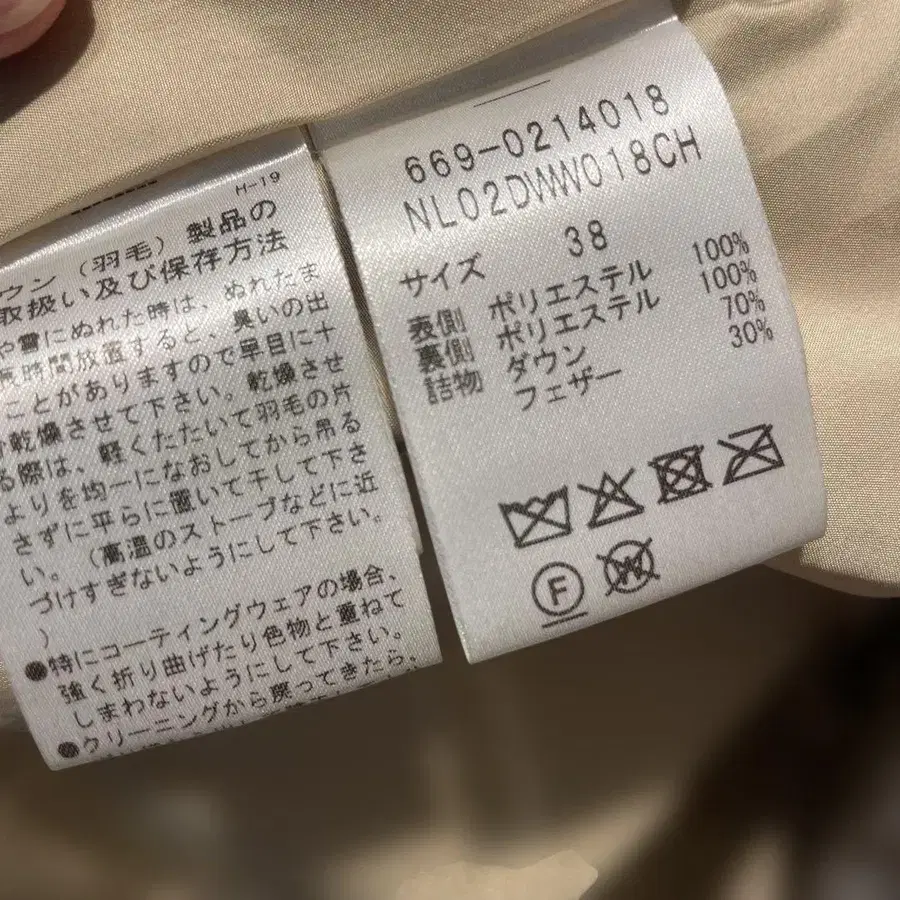 H-19
ウン（羽毛）製品の
取扱い及び保存方法
や雪にぬれた時は、ぬれたま
長時間放置すると、臭いの出
ことがありますので早目に十
分乾燥させて下さい。乾燥させ
る際は、軽くたたいて羽毛の片
よりを均一になおしてから吊る
さずに平らに置いて干して下さ
い。（高温のストーブなどに近
づけすぎないようにして下さい。
）
●特にコーティングウェアの場合、
強く折り曲げたり色物と重ねて
しまわないようにして下さい。
●クリーニングから戻ってきたら、
669-0214018
NL02DWW018CH
サイズ 38
表側 ポリエステル 100%
裏側 ポリエステル 100%
詰物 ダウン 70%
フェザー 30%
F W